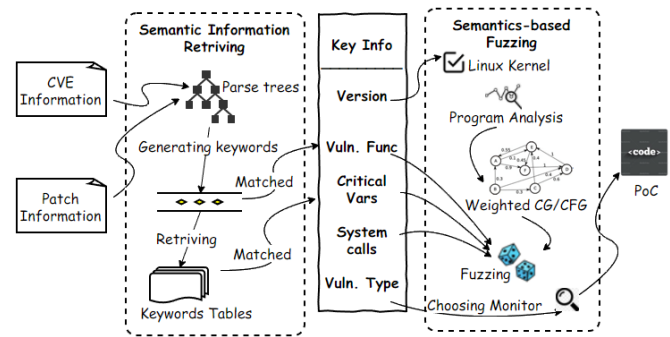 Semantic Information
Retriving
CVE
Information
Patch
Information
Parse trees
Generating keywords
Matched
Retriving
Matched
Keywords Tables
Key Info
Version
Vuln. Func
Critical
Vars
System
calls
Vuln. Type
Semantics-based
Fuzzing
Linux Kernel
Program Analysis
Weighted CG/CFG
Fuzzing
Choosing Monitor
<code>
PoC